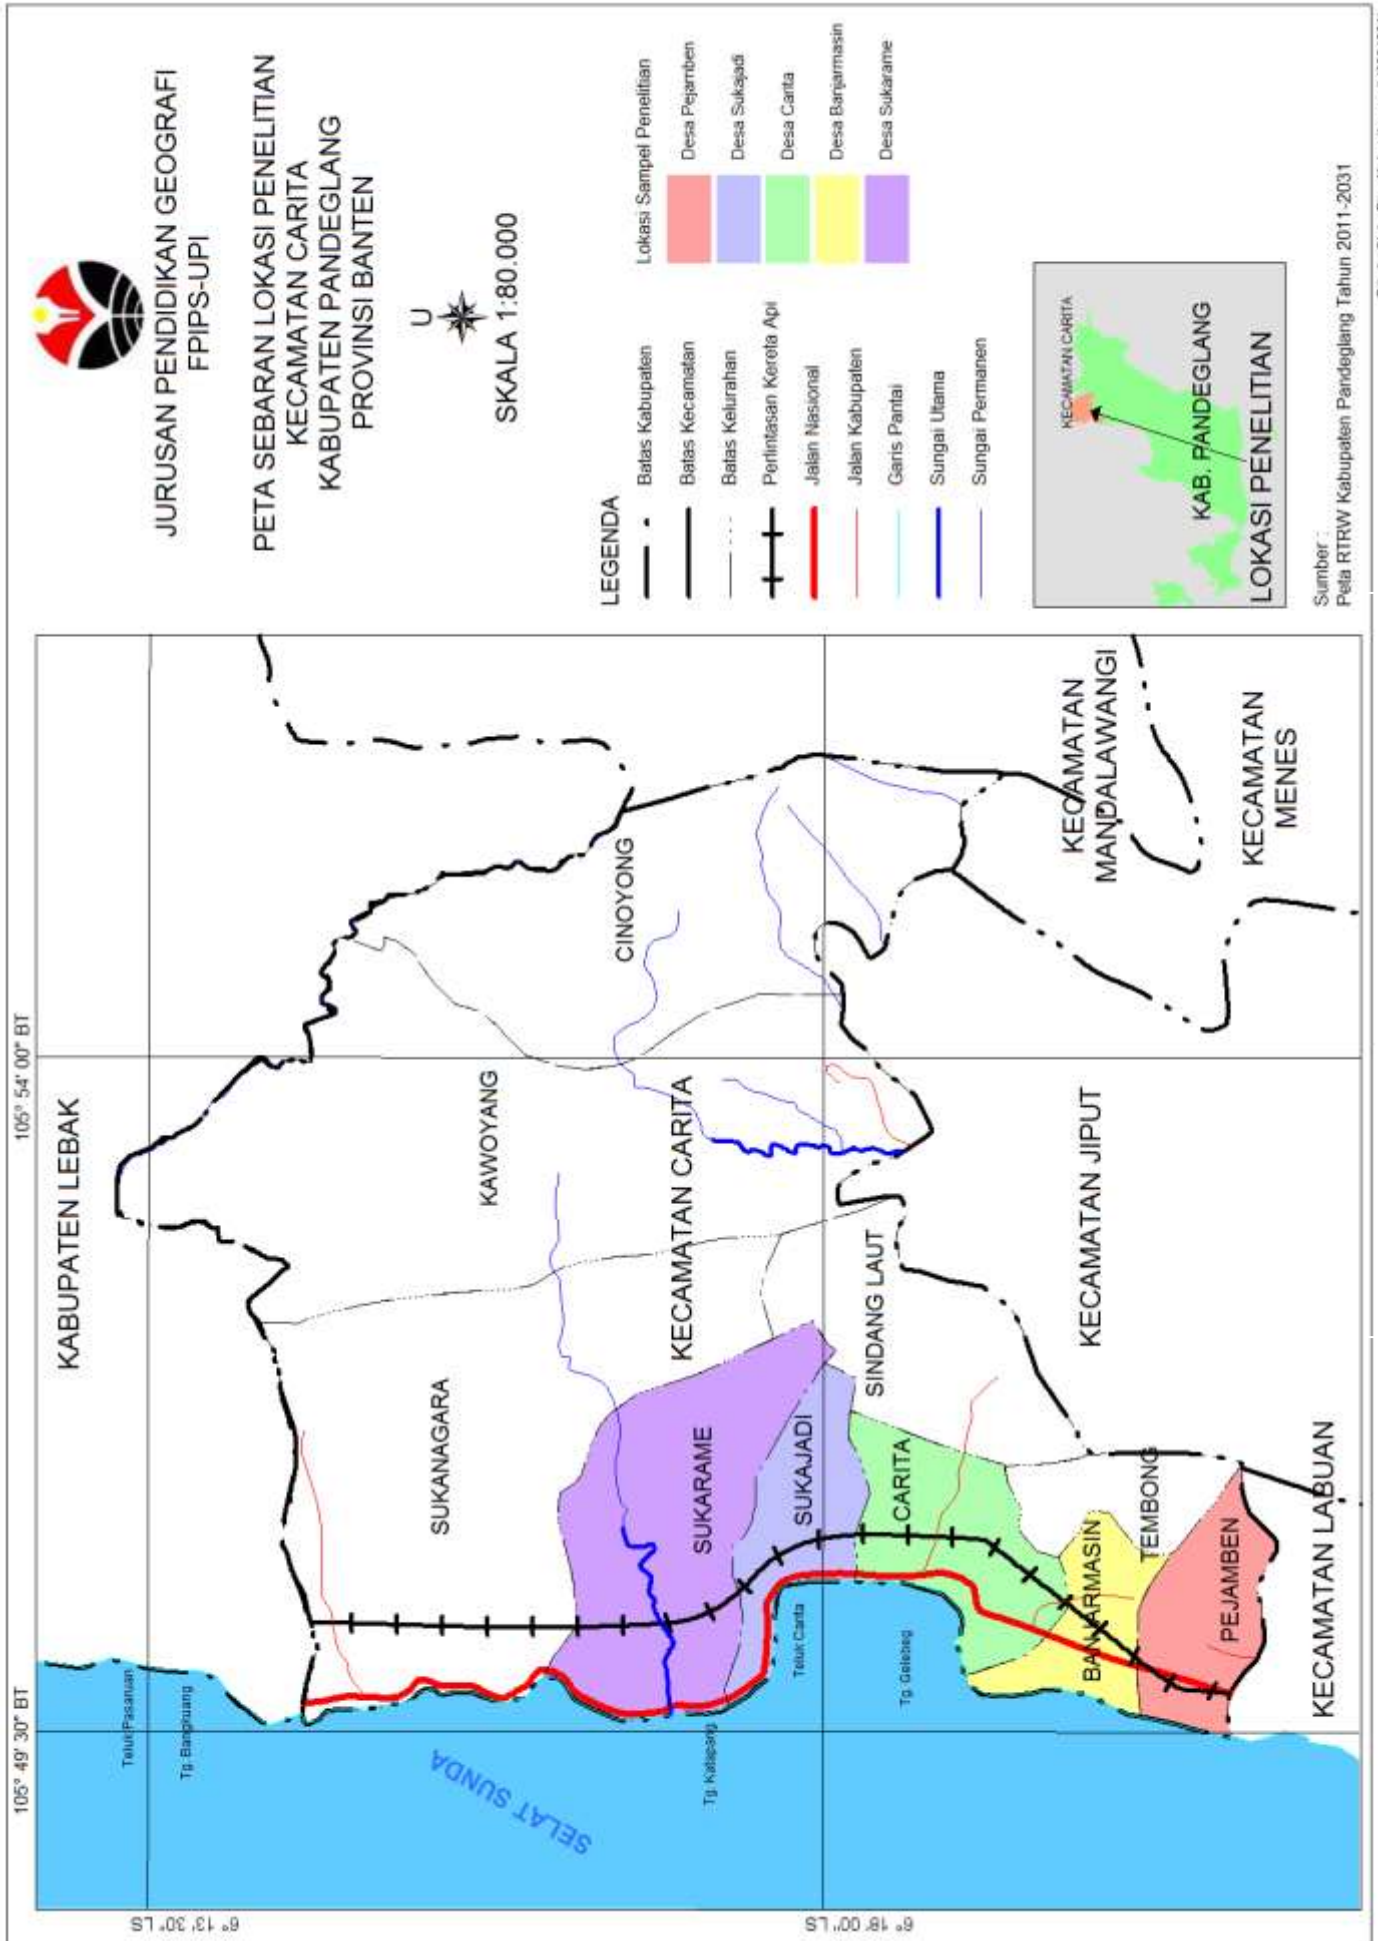 JURUSAN PENDIDIKAN GEOGRAFI
FPIPS-UPI
PETA SEBARAN LOKASI PENELITIAN
KECAMATAN CARITA
KABUPATEN PANDEGLANG
PROVINSI BANTEN
U
SKALA 1:80.000
LEGENDA
Batas Kabupaten
Batas Kecamatan
Batas Kelurahan
Perlintasan Kereta Api
Jalan Nasional
Jalan Kabupaten
Garis Pantai
Sungai Utama
Sungai Permanen
Lokasi Sampel Penelitian
Desa Pejamben
Desa Sukajadi
Desa Carita
Desa Banjarmasin
Desa Sukarame
KECAMATAN CARITA
KAB. PANDEGLANG
LOKASI PENELITIAN
Sumber :
Peta RTRW Kabupaten Pandeglang Tahun 2011-2031
105° 49' 30" BT
105° 54' 00" BT
6° 13' 30" LS
6° 18' 00" LS
KABUPATEN LEBAK
Teluk Pasaruan
Tg. Bangkuang
SELAT SUNDA
SUKANAGARA
KAWOYANG
CINOYONG
KECAMATAN CARITA
SUKARAME
Tg. Katapang
SUKAJADI
Teluk Carita
SINDANG LAUT
CARITA
Tg. Gelebeg
KECAMATAN
MANDALAWANGI
KECAMATAN JIPUT
BANJARMASIN
TEMBONG
PEJAMBEN
KECAMATAN
MENES
KECAMATAN LABUAN